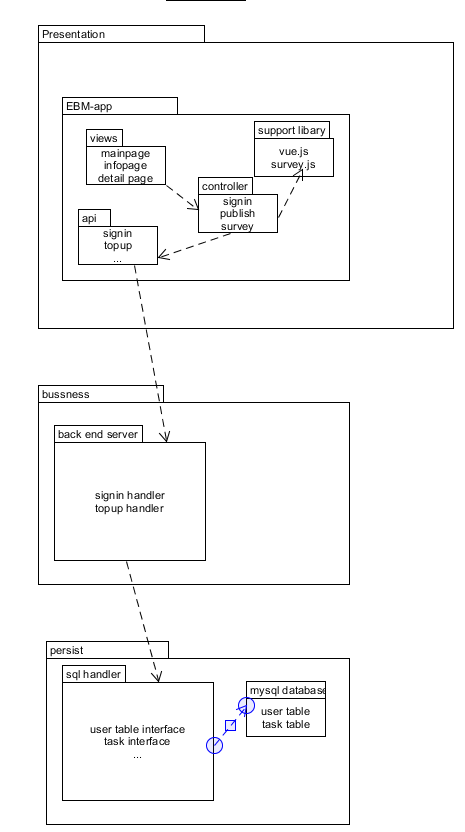 Presentation
EBM-app
views
mainpage
infopage
detail page
support libary
vue.js
survey.js
controller
signin
publish
survey
api
signin
topup
...
bussness
back end server
signin handler
topup handler
persist
sql handler
user table interface
task interface
...
mysql database
user table
task table